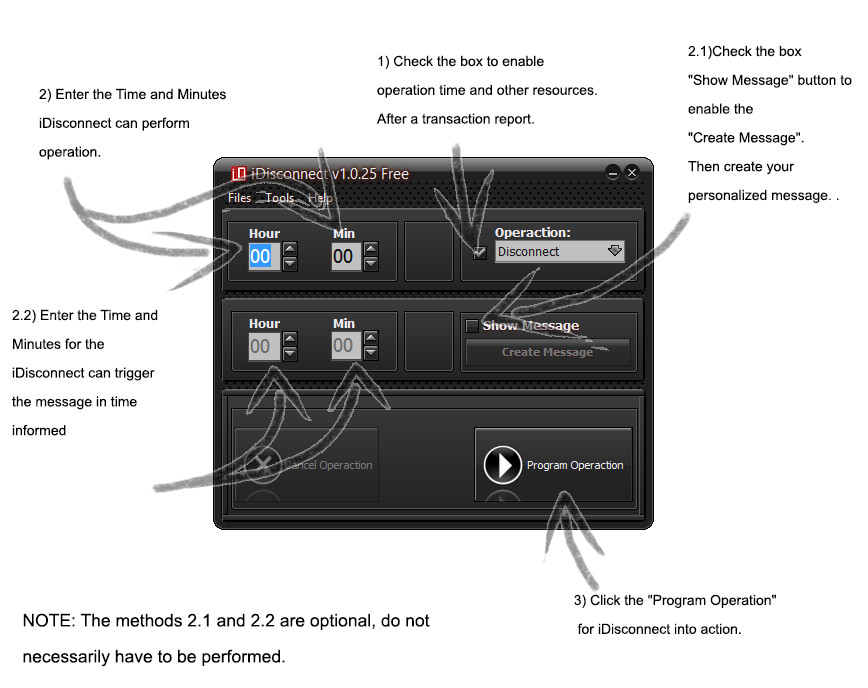 1) Check the box to enable
operation time and other resources.
After a transaction report.
2.1)Check the box
"Show Message" button to
enable the
"Create Message".
Then create your
personalized message. .
2) Enter the Time and Minutes
iDisconnect can perform
operation.
iD iDisconnect v1.0.25 Free
Files Tools Help
Hour Min Operaction:
00 00 Disconnect
2.2) Enter the Time and
Minutes for the
iDisconnect can trigger
the message in time
informed
Hour Min Show Message
00 00 Create Message
Cancel Operaction Program Operaction
3) Click the "Program Operation"
for iDisconnect into action.
NOTE: The methods 2.1 and 2.2 are optional, do not
necessarily have to be performed.